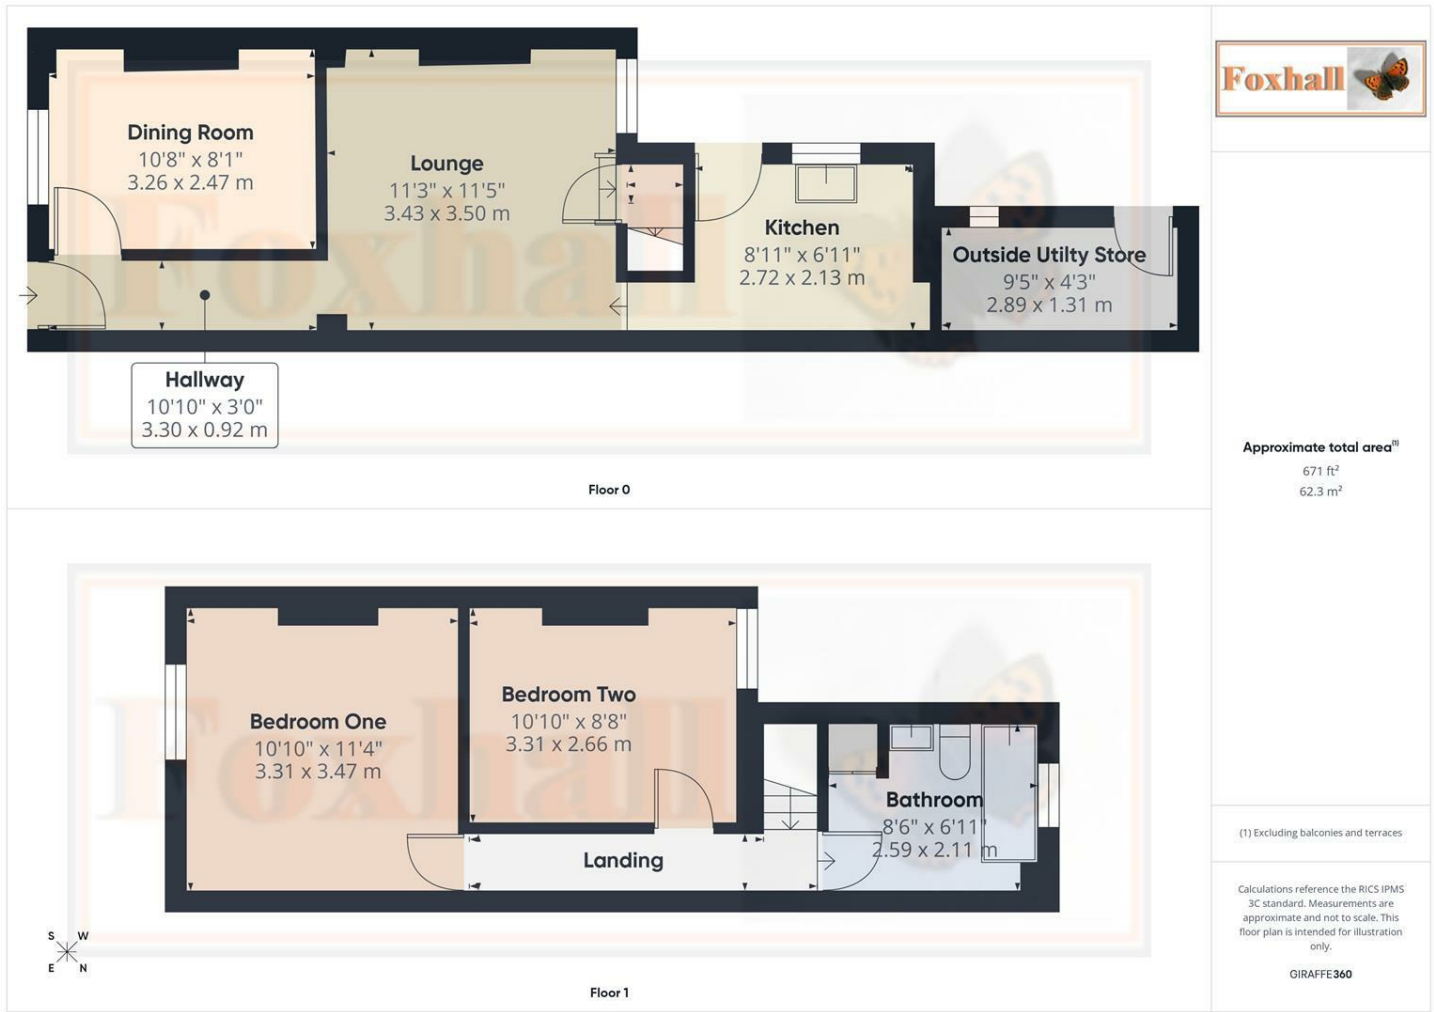 Foxhall
Dining Room
10'8" x 8'1"
3.26 x 2.47 m
Lounge
11'3" x 11'5"
3.43 x 3.50 m
Kitchen
8'11" x 6'11"
2.72 x 2.13 m
Outside Utilty Store
9'5" x 4'3"
2.89 x 1.31 m
Hallway
10'10" x 3'0"
3.30 x 0.92 m
Foxhall
Floor 0
Approximate total area(1)
671 ft²
62.3 m²
Bedroom One
10'10" x 11'4"
3.31 x 3.47 m
Bedroom Two
10'10" x 8'8"
3.31 x 2.66 m
Bathroom
8'6" x 6'11"
2.59 x 2.11 m
Landing
Foxhall
S W
E N
Floor 1
(1) Excluding balconies and terraces
Calculations reference the RICS IPMS
3C standard. Measurements are
approximate and not to scale. This
floor plan is intended for illustration
only.
GIRAFFE360